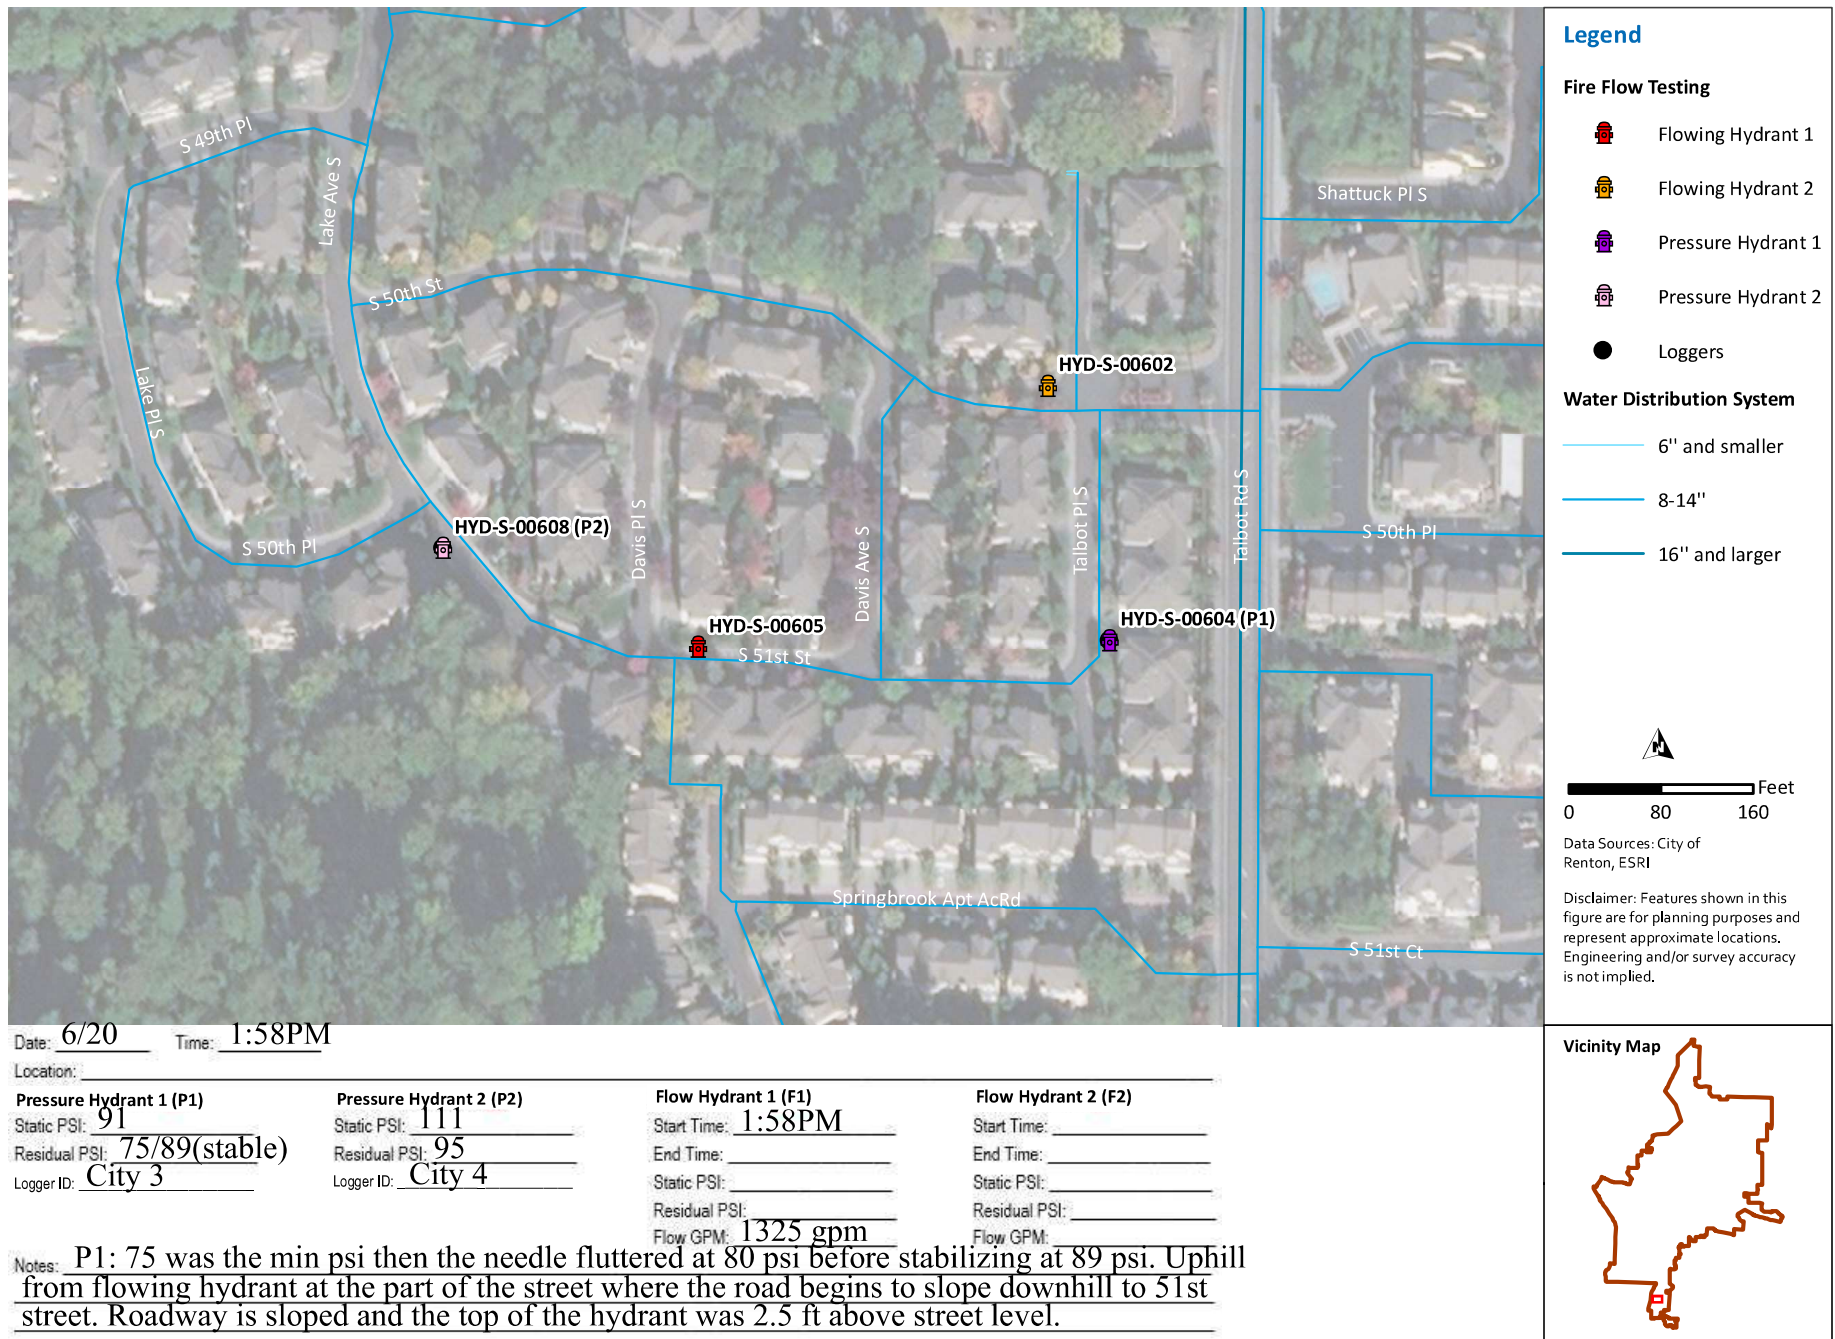 S 49th Pl
Lake Ave S
S 50th St
Lake Pl S
S 50th Pl
HYD-S-00608 (P2)
Davis Pl S
HYD-S-00605
S 51st St
Davis Ave S
HYD-S-00602
Talbot Pl S
HYD-S-00604 (P1)
Talbot Rd S
Shattuck Pl S
S 50th Pl
Springbrook Apt AcRd
S 51st Ct
Legend
Fire Flow Testing
Flowing Hydrant 1
Flowing Hydrant 2
Pressure Hydrant 1
Pressure Hydrant 2
Loggers
Water Distribution System
6'' and smaller
8-14''
16'' and larger
N
Feet
0 80 160
Data Sources: City of
Renton, ESRI
Disclaimer: Features shown in this
figure are for planning purposes and
represent approximate locations.
Engineering and/or survey accuracy
is not implied.
Vicinity Map
Date: 6/20 Time: 1:58PM
Location:
Pressure Hydrant 1 (P1)
Static PSI: 91
Residual PSI: 75/89(stable)
Logger ID: City 3
Pressure Hydrant 2 (P2)
Static PSI: 111
Residual PSI: 95
Logger ID: City 4
Flow Hydrant 1 (F1)
Start Time: 1:58PM
End Time:
Static PSI:
Residual PSI:
Flow GPM: 1325 gpm
Flow Hydrant 2 (F2)
Start Time:
End Time:
Static PSI:
Residual PSI:
Flow GPM:
Notes: P1: 75 was the min psi then the needle fluttered at 80 psi before stabilizing at 89 psi. Uphill
from flowing hydrant at the part of the street where the road begins to slope downhill to 51st
street. Roadway is sloped and the top of the hydrant was 2.5 ft above street level.